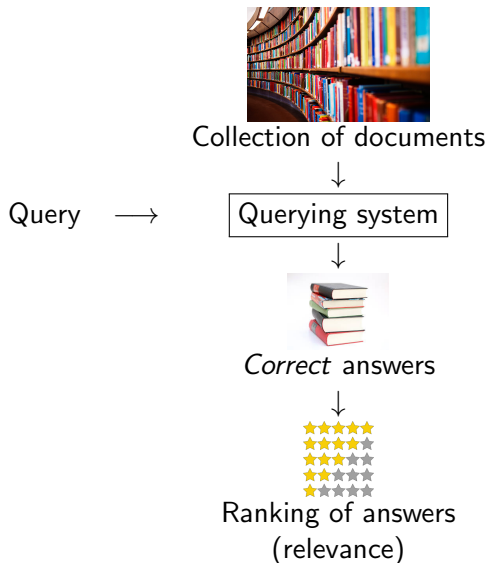 Collection of documents
↓
Query → Querying system
↓
Correct answers
↓
Ranking of answers
(relevance)